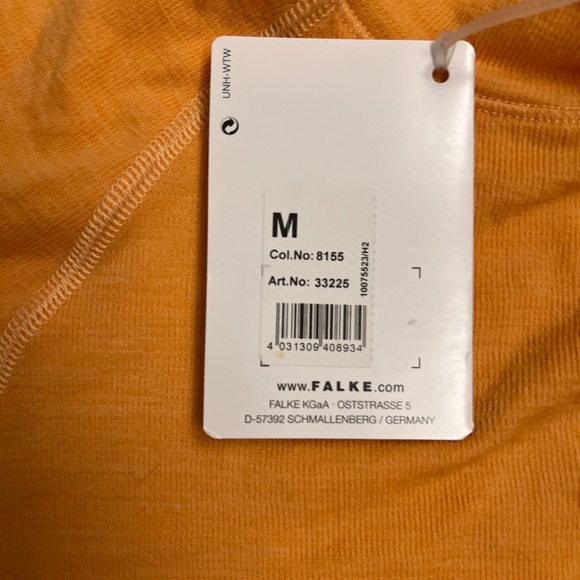 UNH-WTW
M
Col.No: 8155
Art.No: 33225
10075523/H2
4 031309 408934
www.FALKE.com
FALKE KGaA · OSTSTRASSE 5
D-57392 SCHMALLENBERG / GERMANY